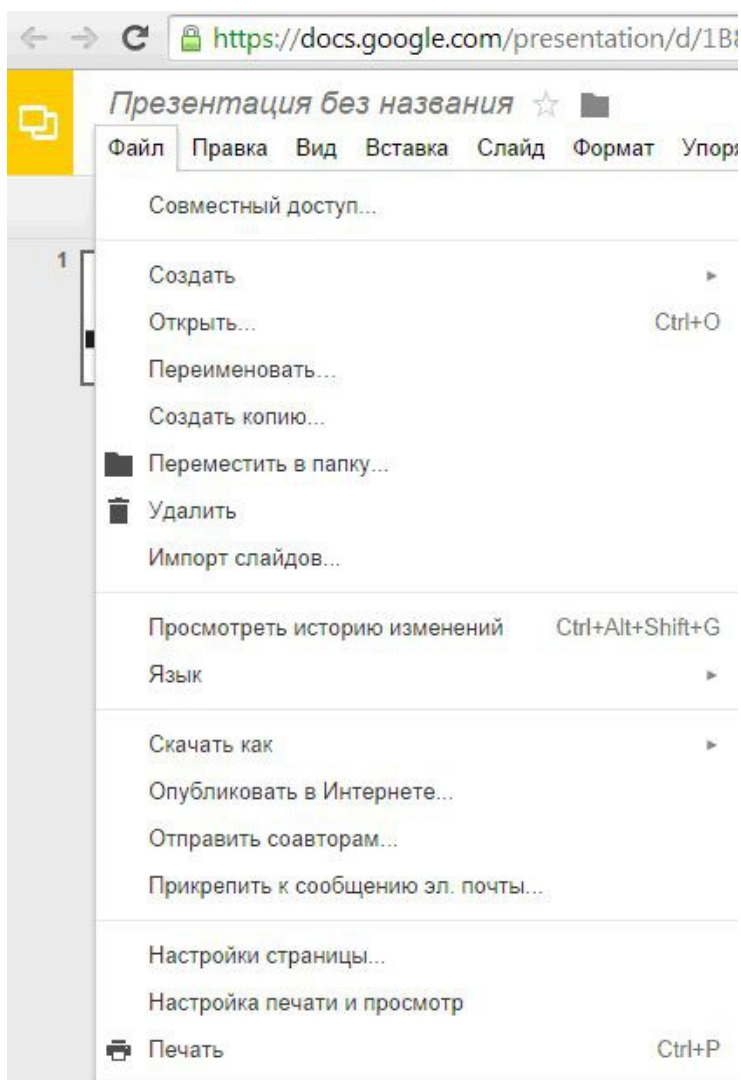 https://docs.google.com/presentation/d/1B
Презентация без названия
Файл Правка Вид Вставка Слайд Формат Упоря
Совместный доступ...
1
Создать
Открыть... Ctrl+O
Переименовать...
Создать копию...
Переместить в папку...
Удалить
Импорт слайдов...
Просмотреть историю изменений Ctrl+Alt+Shift+G
Язык
Скачать как
Опубликовать в Интернете...
Отправить соавторам...
Прикрепить к сообщению эл. почты...
Настройки страницы...
Настройка печати и просмотр
Печать Ctrl+P